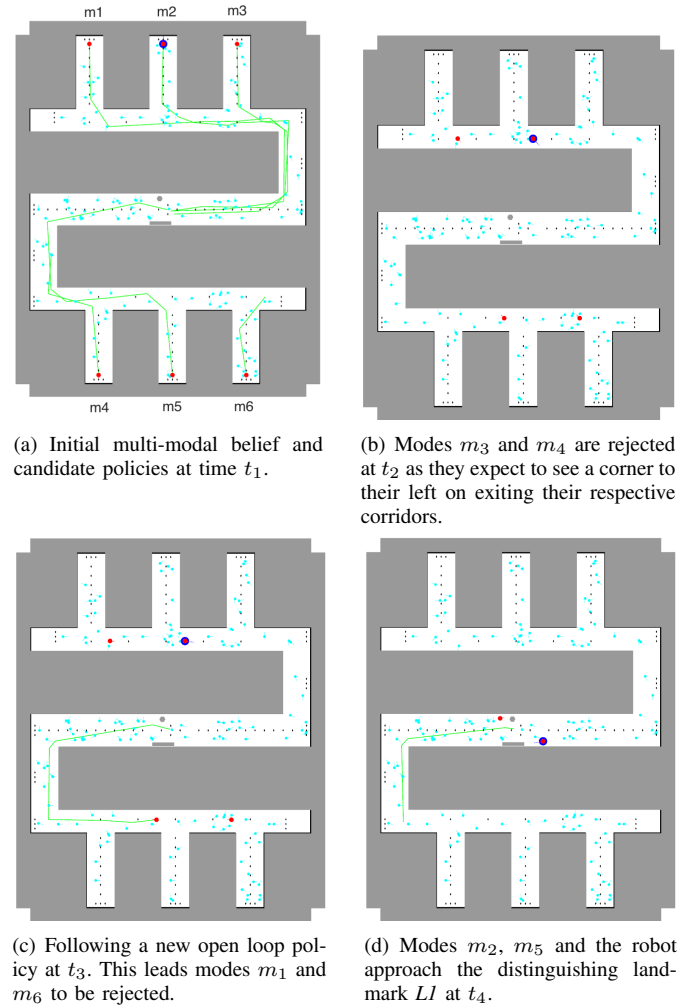 m1 m2 m3
m4 m5 m6
(a) Initial multi-modal belief and
candidate policies at time t1.
(b) Modes m3 and m4 are rejected
at t2 as they expect to see a corner to
their left on exiting their respective
corridors.
(c) Following a new open loop pol-
icy at t3. This leads modes m1 and
m6 to be rejected.
(d) Modes m2, m5 and the robot
approach the distinguishing land-
mark L1 at t4.